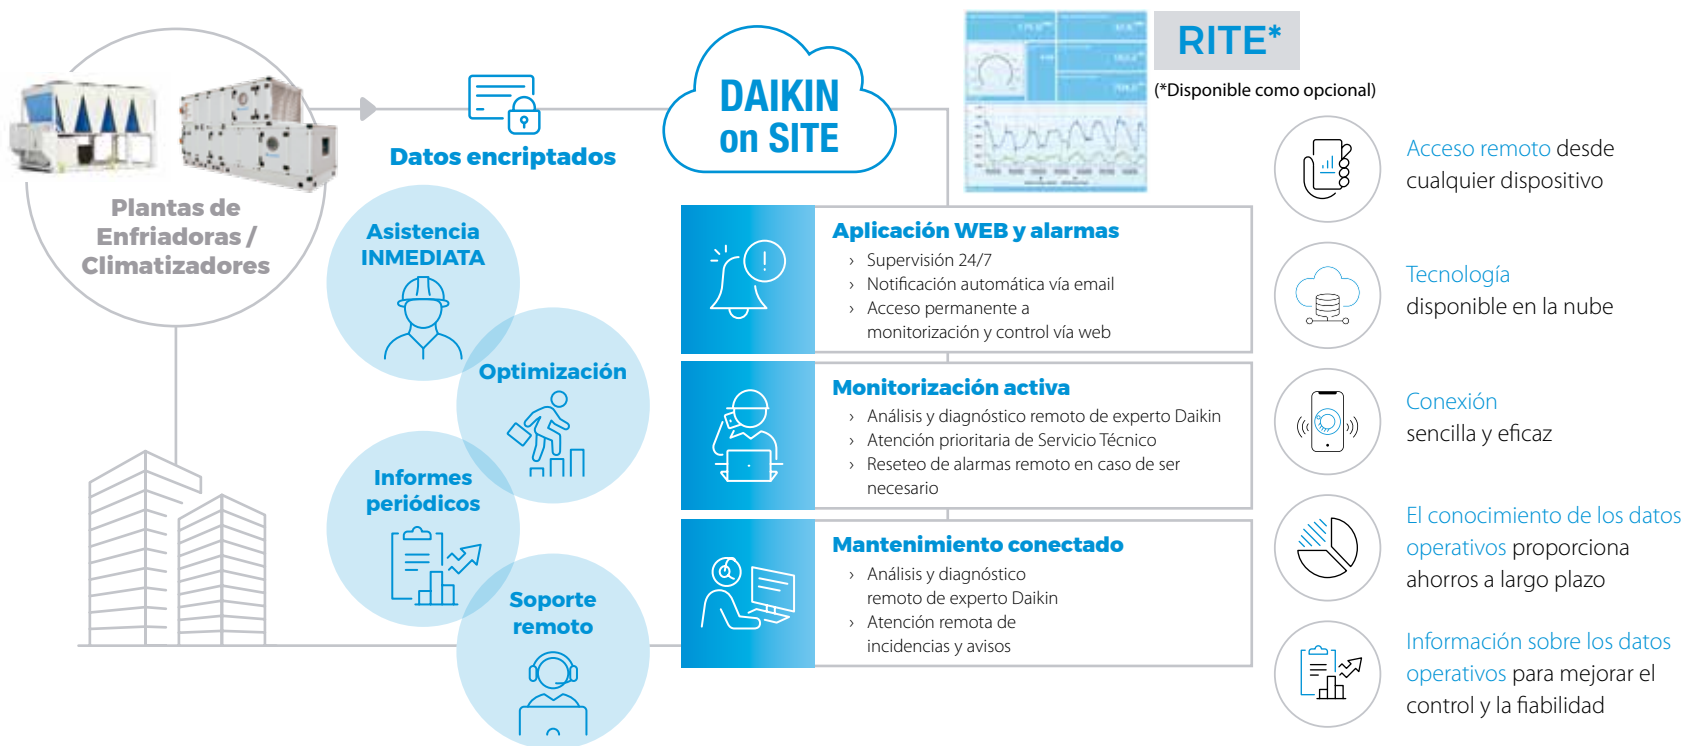 Plantas de
Enfriadoras /
Climatizadores
Datos encriptados
DAIKIN
on SITE
RITE*
(*Disponible como opcional)
Asistencia
INMEDIATA
Optimización
Informes
periódicos
Soporte
remoto
Aplicación WEB y alarmas
› Supervisión 24/7
› Notificación automática vía email
› Acceso permanente a
monitorización y control vía web
Monitorización activa
› Análisis y diagnóstico remoto de experto Daikin
› Atención prioritaria de Servicio Técnico
› Reseteo de alarmas remoto en caso de ser
necesario
Mantenimiento conectado
› Análisis y diagnóstico
remoto de experto Daikin
› Atención remota de
incidencias y avisos
Acceso remoto desde
cualquier dispositivo
Tecnología
disponible en la nube
Conexión
sencilla y eficaz
El conocimiento de los datos
operativos proporciona
ahorros a largo plazo
Información sobre los datos
operativos para mejorar el
control y la fiabilidad